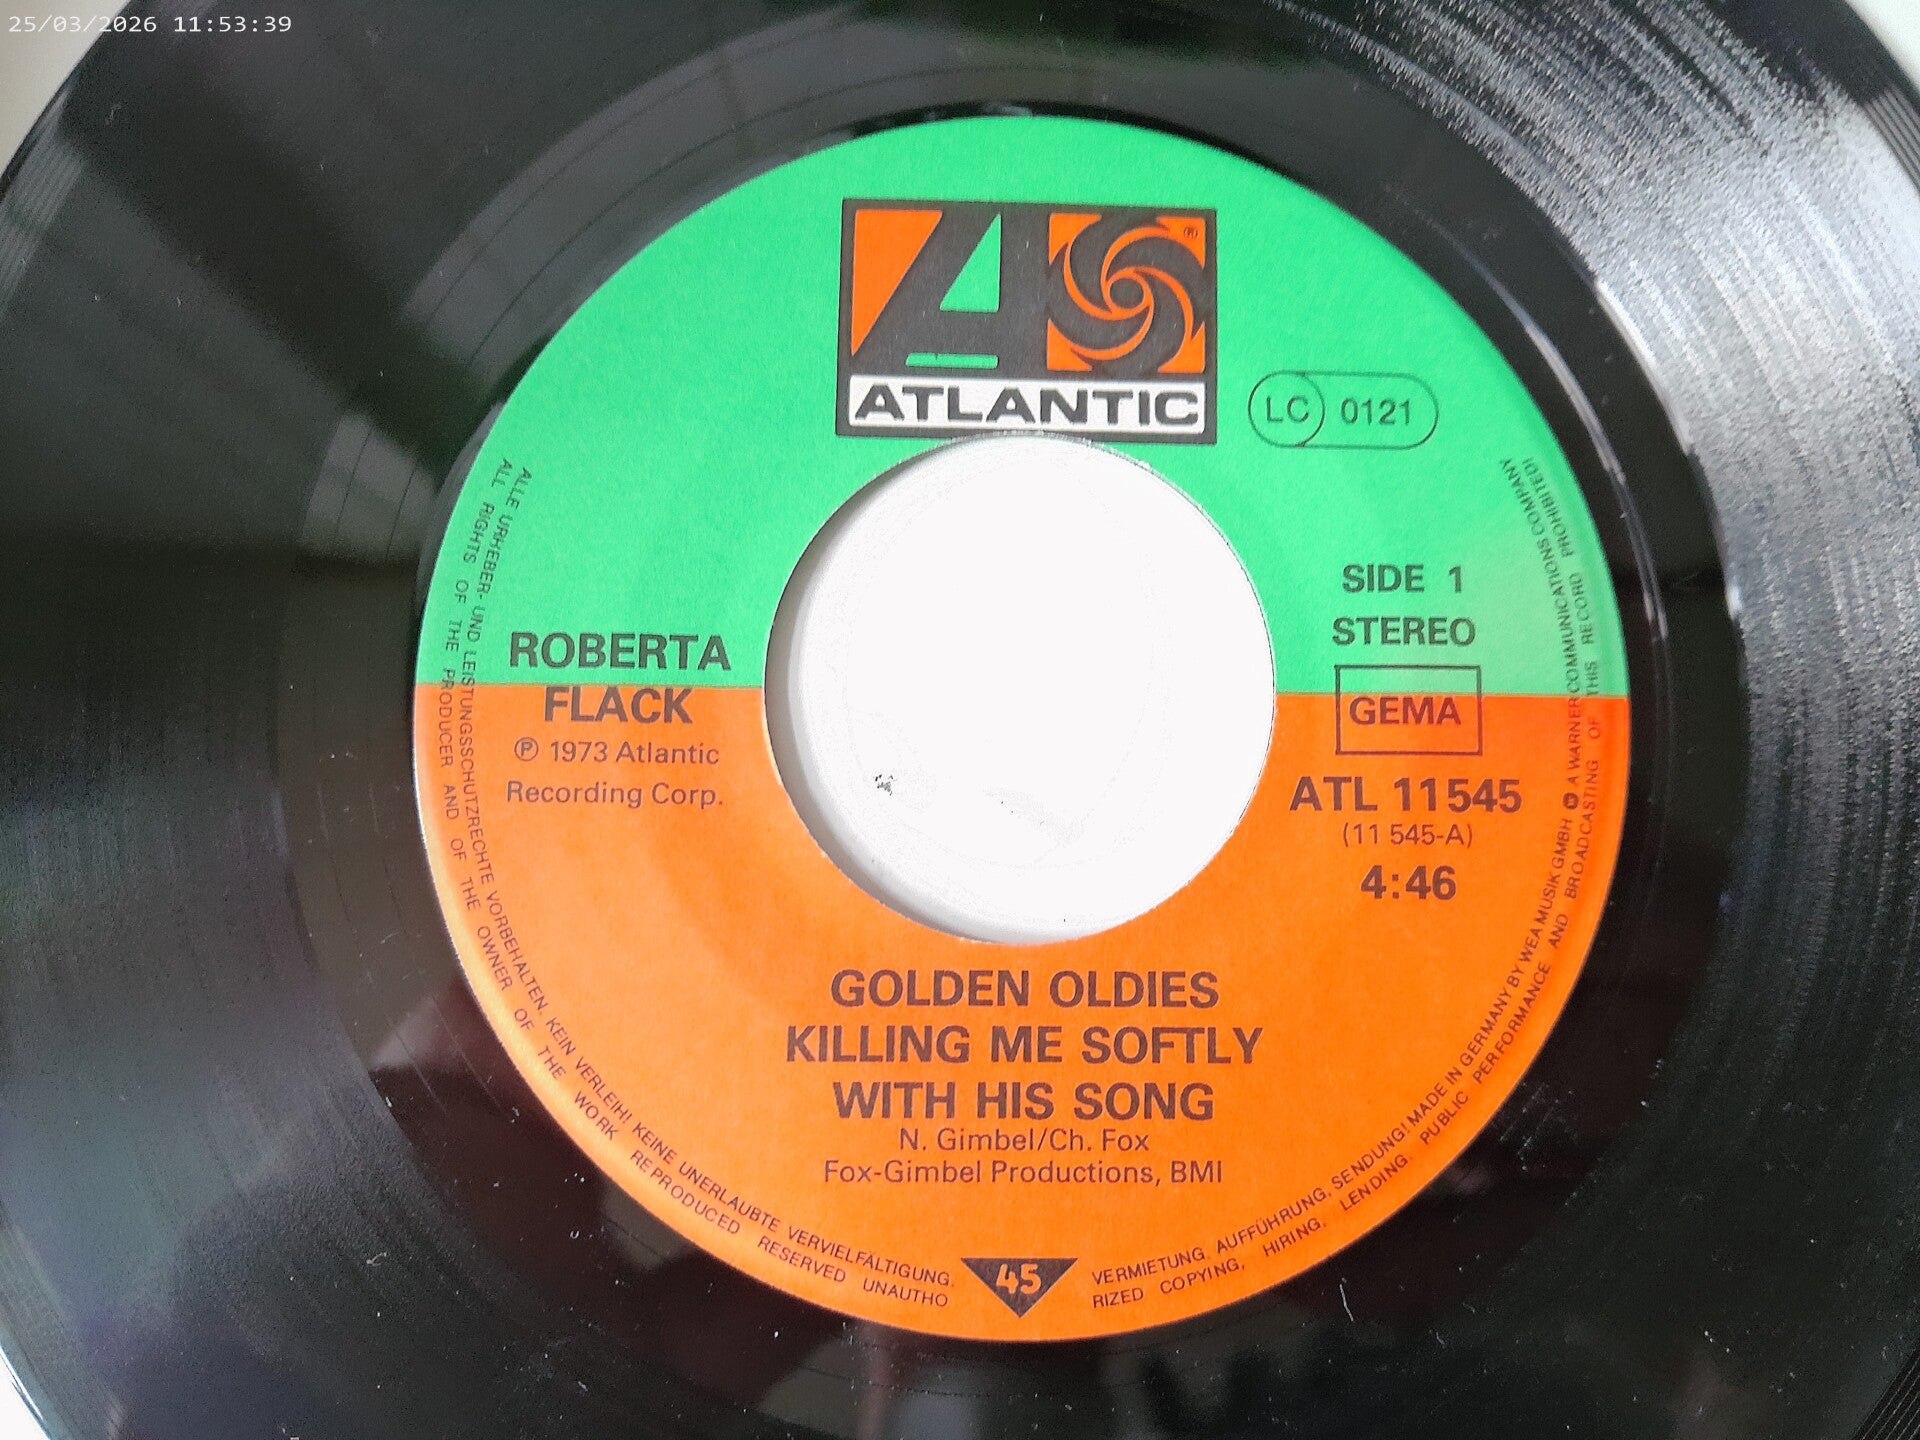 25/03/2026 11:53:39
®
ATLANTIC
LC 0121
SIDE 1
STEREO
GEMA
ATL 11 545
(11 545-A)
4:46
ROBERTA
FLACK
℗ 1973 Atlantic
Recording Corp.
GOLDEN OLDIES
KILLING ME SOFTLY
WITH HIS SONG
N. Gimbel/Ch. Fox
Fox-Gimbel Productions, BMI
45
ALLE URHEBER- UND LEISTUNGSSCHUTZRECHTE VORBEHALTEN. KEIN VERLEIH! KEINE UNERLAUBTE VERVIELFÄLTIGUNG. VERMIETUNG, AUFFÜHRUNG, SENDUNG! MADE IN GERMANY BY WEA MUSIK GMBH A WARNER COMMUNICATIONS COMPANY
ALL RIGHTS OF THE PRODUCER AND OF THE OWNER OF THE WORK REPRODUCED RESERVED UNAUTHO RIZED COPYING, HIRING, LENDING, PUBLIC PERFORMANCE AND BROADCASTING OF THIS RECORD PROHIBITED!